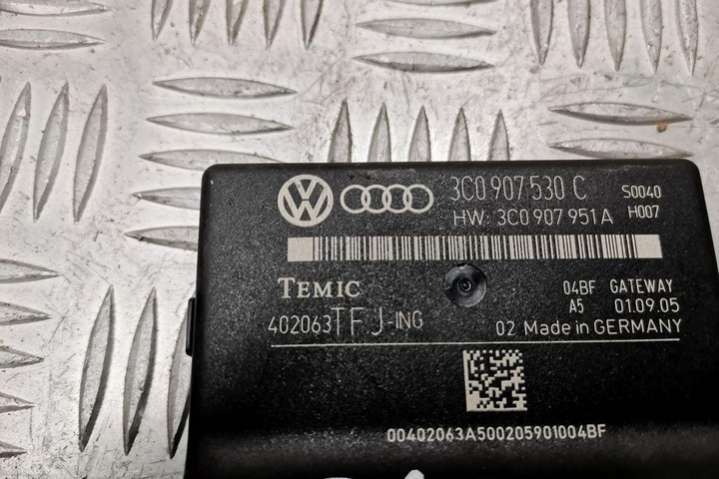 3C0 907 530 C S0040
HW: 3C0 907 951 A H007
TEMIC 04BF GATEWAY
A5 01.09.05
402063TFJ-ING 02 Made in GERMANY
00402063A500205901004BF